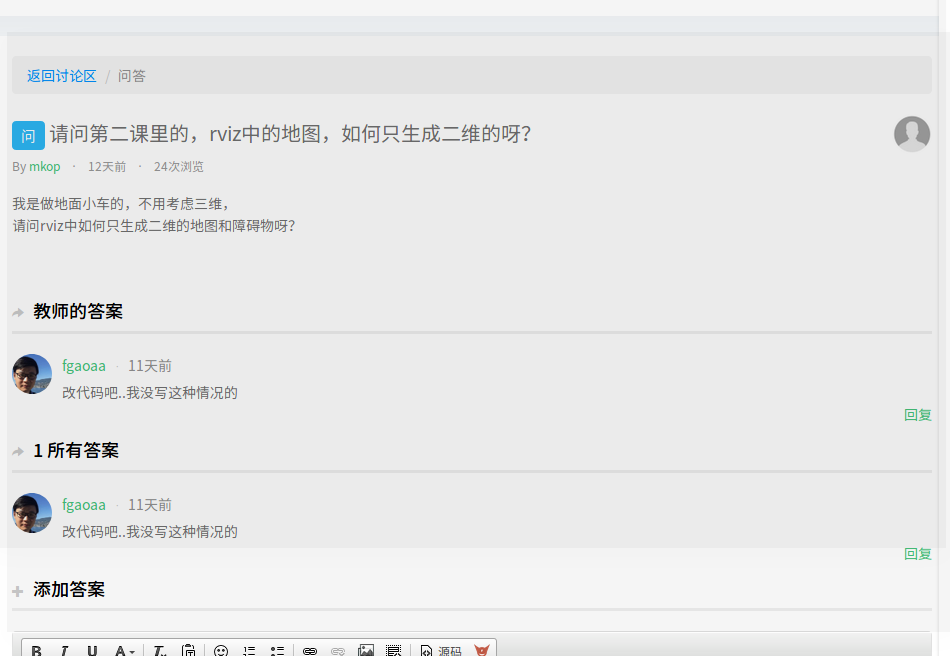 返回讨论区 / 问答
问 请问第二课里的，rviz中的地图，如何只生成二维的呀？
By mkop · 12天前 · 24次浏览
我是做地面小车的，不用考虑三维，
请问rviz中如何只生成二维的地图和障碍物呀？
教师的答案
fgaoaa · 11天前
改代码吧..我没写这种情况的
回复
1 所有答案
fgaoaa · 11天前
改代码吧..我没写这种情况的
回复
添加答案
B I U A 源码